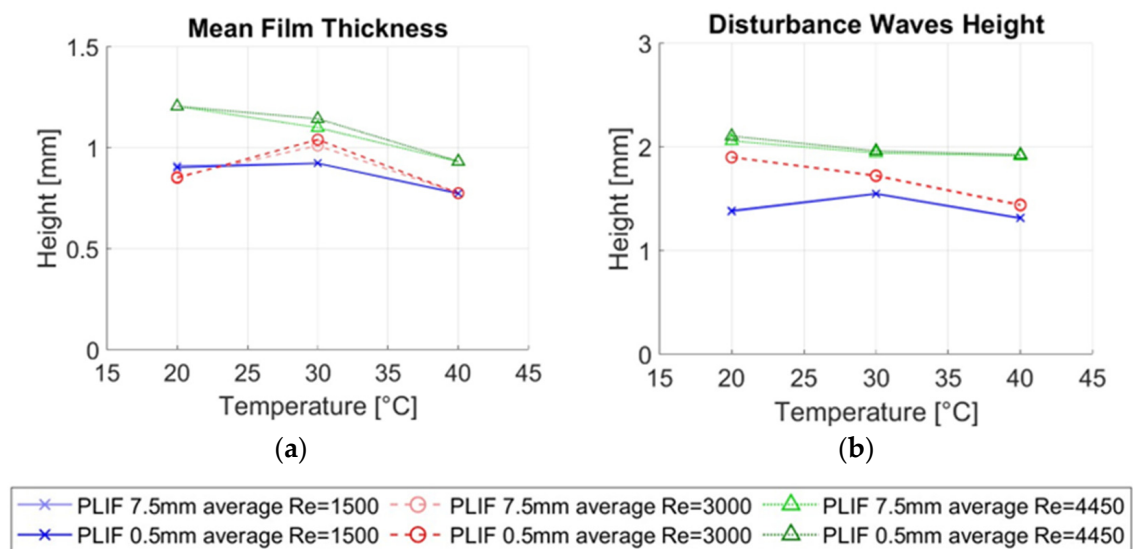 Mean Film Thickness
1.5
1
0.5
0
Height [mm]
15 20 25 30 35 40 45
Temperature [°C]
(a)
Disturbance Waves Height
3
2
1
0
Height [mm]
15 20 25 30 35 40 45
Temperature [°C]
(b)
PLIF 7.5mm average Re=1500 PLIF 7.5mm average Re=3000 PLIF 7.5mm average Re=4450
PLIF 0.5mm average Re=1500 PLIF 0.5mm average Re=3000 PLIF 0.5mm average Re=4450